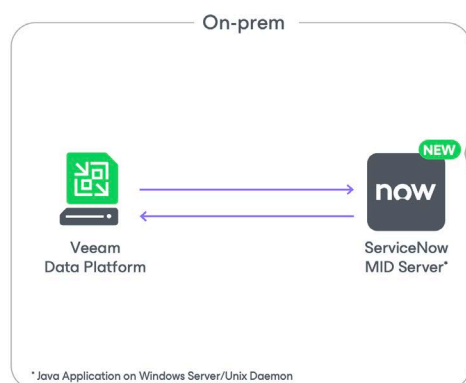 On-prem
NEW
now
Veeam
Data Platform
ServiceNow
MID Server*
* Java Application on Windows Server/Unix Daemon